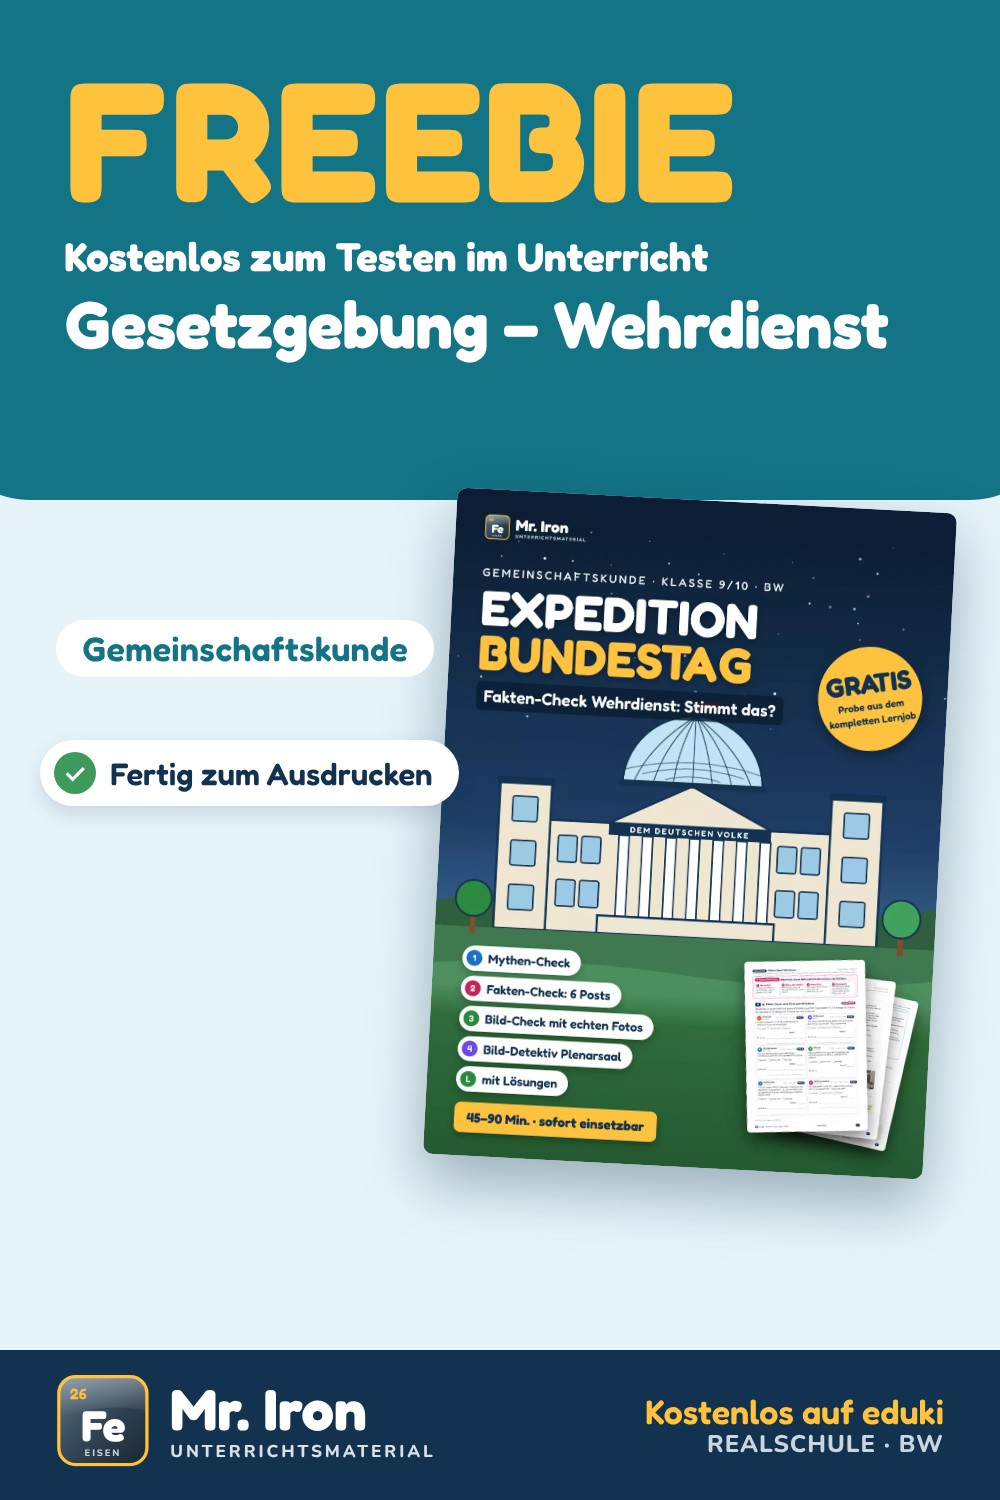 FREEBIE
Kostenlos zum Testen im Unterricht
Gesetzgebung – Wehrdienst
Fe
Mr. Iron
UNTERRICHTSMATERIAL
GEMEINSCHAFTSKUNDE · KLASSE 9/10 · BW
EXPEDITION
BUNDESTAG
Fakten-Check Wehrdienst: Stimmt das?
GRATIS
Probe aus dem
kompletten Lernjob
Gemeinschaftskunde
Fertig zum Ausdrucken
DEM DEUTSCHEN VOLKE
1 Mythen-Check
2 Fakten-Check: 6 Posts
3 Bild-Check mit echten Fotos
4 Bild-Detektiv Plenarsaal
L mit Lösungen
45–90 Min. · sofort einsetzbar
26
Fe
EISEN
Mr. Iron
UNTERRICHTSMATERIAL
Kostenlos auf eduki
REALSCHULE · BW